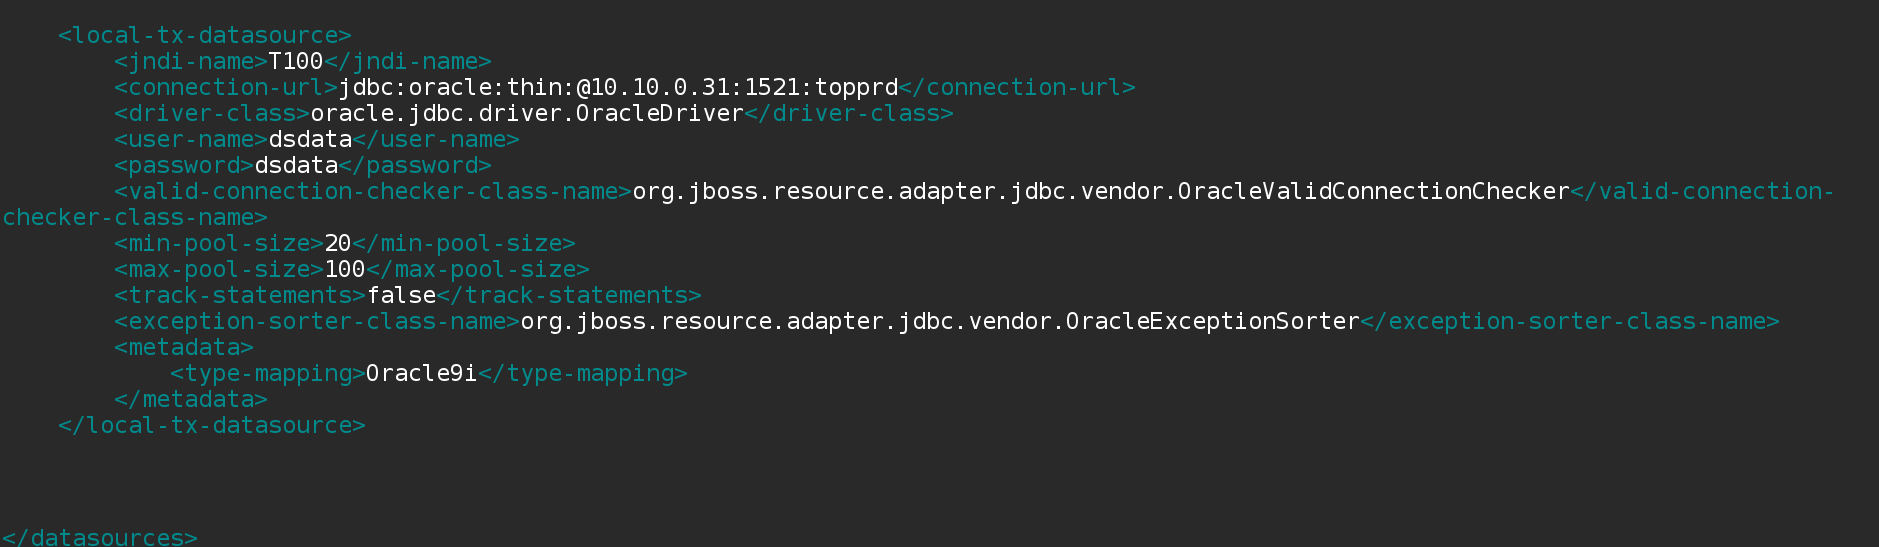 <local-tx-datasource>
<jndi-name>T100</jndi-name>
<connection-url>jdbc:oracle:thin:@10.10.0.31:1521:topprd</connection-url>
<driver-class>oracle.jdbc.driver.OracleDriver</driver-class>
<user-name>dsdata</user-name>
<password>dsdata</password>
<valid-connection-checker-class-name>org.jboss.resource.adapter.jdbc.vendor.OracleValidConnectionChecker</valid-connection-
checker-class-name>
<min-pool-size>20</min-pool-size>
<max-pool-size>100</max-pool-size>
<track-statements>false</track-statements>
<exception-sorter-class-name>org.jboss.resource.adapter.jdbc.vendor.OracleExceptionSorter</exception-sorter-class-name>
<metadata>
<type-mapping>Oracle9i</type-mapping>
</metadata>
</local-tx-datasource>
</datasources>